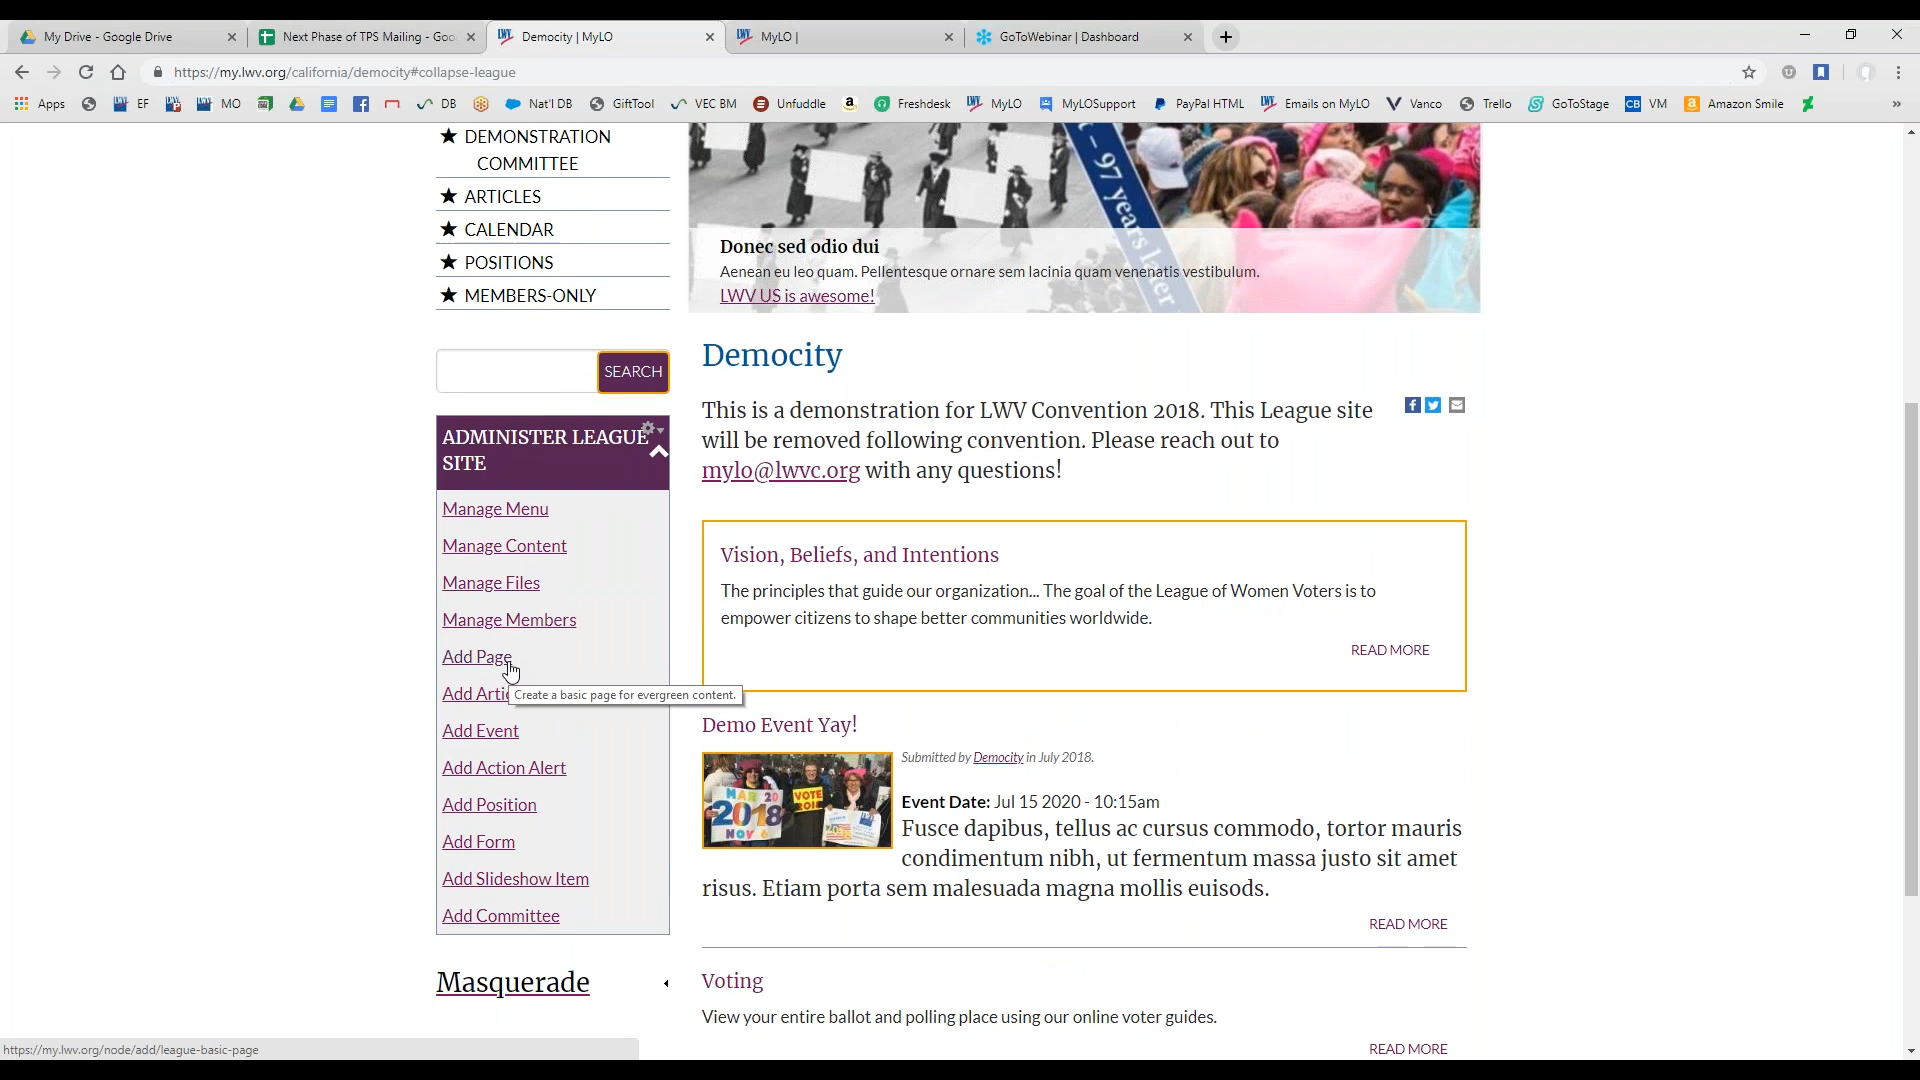 My Drive - Google Drive
Next Phase of TPS Mailing - Goo
Democity | MyLO
MyLO |
GoToWebinar | Dashboard
https://my.lwv.org/california/democity#collapse-league
Apps
EF
MO
DB
Nat'l DB
GiftTool
VEC BM
Unfuddle
Freshdesk
MyLO
MyLOSupport
PayPal HTML
Emails on MyLO
Vanco
Trello
GoToStage
CB VM
Amazon Smile
DEMONSTRATION
COMMITTEE
ARTICLES
CALENDAR
POSITIONS
MEMBERS-ONLY
SEARCH
ADMINISTER LEAGUE
SITE
Manage Menu
Manage Content
Manage Files
Manage Members
Add Page
Add Artic
Create a basic page for evergreen content.
Add Event
Add Action Alert
Add Position
Add Form
Add Slideshow Item
Add Committee
Masquerade
- 97 years later
Donec sed odio dui
Aenean eu leo quam. Pellentesque ornare sem lacinia quam venenatis vestibulum.
LWV US is awesome!
Democity
This is a demonstration for LWV Convention 2018. This League site
will be removed following convention. Please reach out to
mylo@lwvc.org with any questions!
Vision, Beliefs, and Intentions
The principles that guide our organization... The goal of the League of Women Voters is to
empower citizens to shape better communities worldwide.
READ MORE
Demo Event Yay!
MAR 20
2018
NOV 6
VOTE
Submitted by Democity in July 2018.
Event Date: Jul 15 2020 - 10:15am
Fusce dapibus, tellus ac cursus commodo, tortor mauris
condimentum nibh, ut fermentum massa justo sit amet
risus. Etiam porta sem malesuada magna mollis euisods.
READ MORE
Voting
View your entire ballot and polling place using our online voter guides.
READ MORE
https://my.lwv.org/node/add/league-basic-page